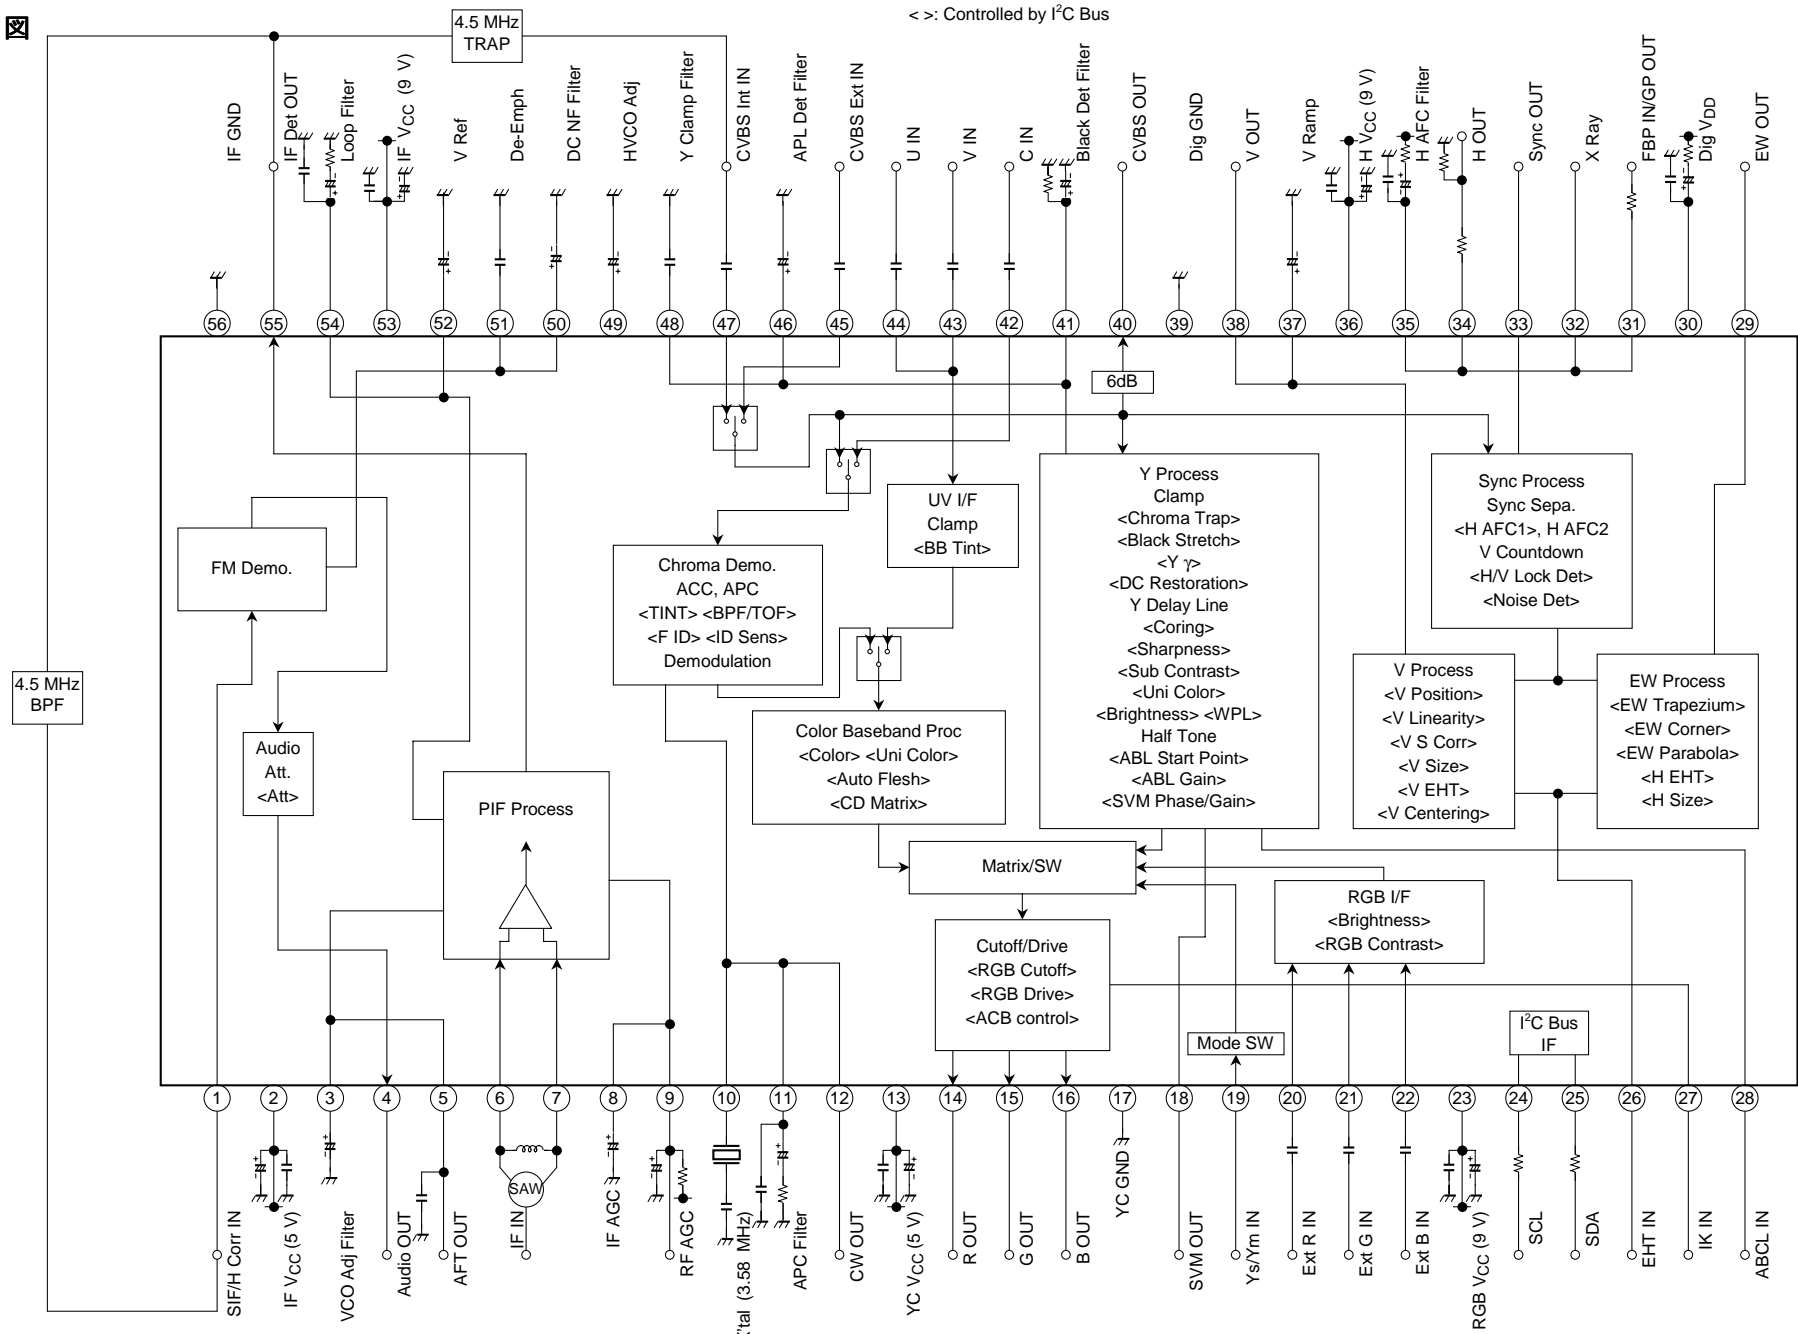 図
< >: Controlled by I²C Bus
4.5 MHz
TRAP
IF GND
IF Det OUT
Loop Filter
IF VCC (9 V)
V Ref
De-Emph
DC NF Filter
HVCO Adj
Y Clamp Filter
CVBS Int IN
APL Det Filter
CVBS Ext IN
U IN
V IN
C IN
Black Det Filter
CVBS OUT
Dig GND
V OUT
V Ramp
H VCC (9 V)
H AFC Filter
H OUT
Sync OUT
X Ray
FBP IN/GP OUT
Dig VDD
EW OUT
56
55
54
53
52
51
50
49
48
47
46
45
44
43
42
41
40
39
38
37
36
35
34
33
32
31
30
29
6dB
FM Demo.
4.5 MHz
BPF
Audio
Att.
<Att>
PIF Process
Chroma Demo.
ACC, APC
<TINT> <BPF/TOF>
<F ID> <ID Sens>
Demodulation
UV I/F
Clamp
<BB Tint>
Color Baseband Proc
<Color> <Uni Color>
<Auto Flesh>
<CD Matrix>
Y Process
Clamp
<Chroma Trap>
<Black Stretch>
<Y γ>
<DC Restoration>
Y Delay Line
<Coring>
<Sharpness>
<Sub Contrast>
<Uni Color>
<Brightness> <WPL>
Half Tone
<ABL Start Point>
<ABL Gain>
<SVM Phase/Gain>
Sync Process
Sync Sepa.
<H AFC1>, H AFC2
V Countdown
<H/V Lock Det>
<Noise Det>
V Process
<V Position>
<V Linearity>
<V S Corr>
<V Size>
<V EHT>
<V Centering>
EW Process
<EW Trapezium>
<EW Corner>
<EW Parabola>
<H EHT>
<H Size>
Matrix/SW
Cutoff/Drive
<RGB Cutoff>
<RGB Drive>
<ACB control>
RGB I/F
<Brightness>
<RGB Contrast>
Mode SW
I²C Bus
IF
1
2
3
4
5
6
7
8
9
10
11
12
13
14
15
16
17
18
19
20
21
22
23
24
25
26
27
28
SAW
SIF/H Corr IN
IF VCC (5 V)
VCO Adj Filter
Audio OUT
AFT OUT
IF IN
IF AGC
RF AGC
'tal (3.58 MHz)
APC Filter
CW OUT
YC VCC (5 V)
R OUT
G OUT
B OUT
YC GND
SVM OUT
Ys/Ym IN
Ext R IN
Ext G IN
Ext B IN
RGB VCC (9 V)
SCL
SDA
EHT IN
IK IN
ABCL IN